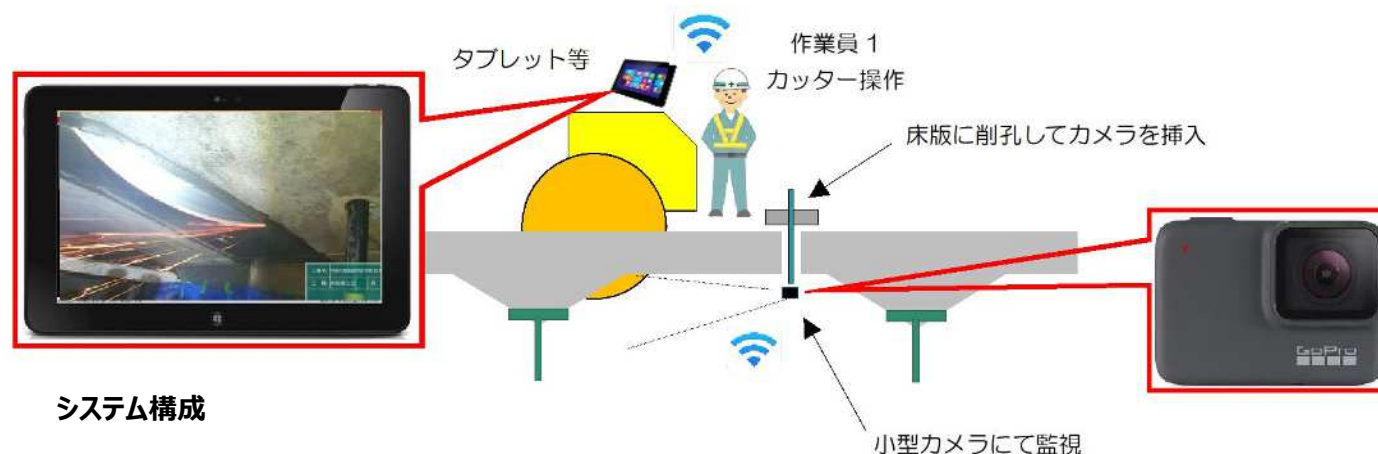 タブレット等
作業員 1
カッター操作
床版に削孔してカメラを挿入
GoPro
システム構成
小型カメラにて監視